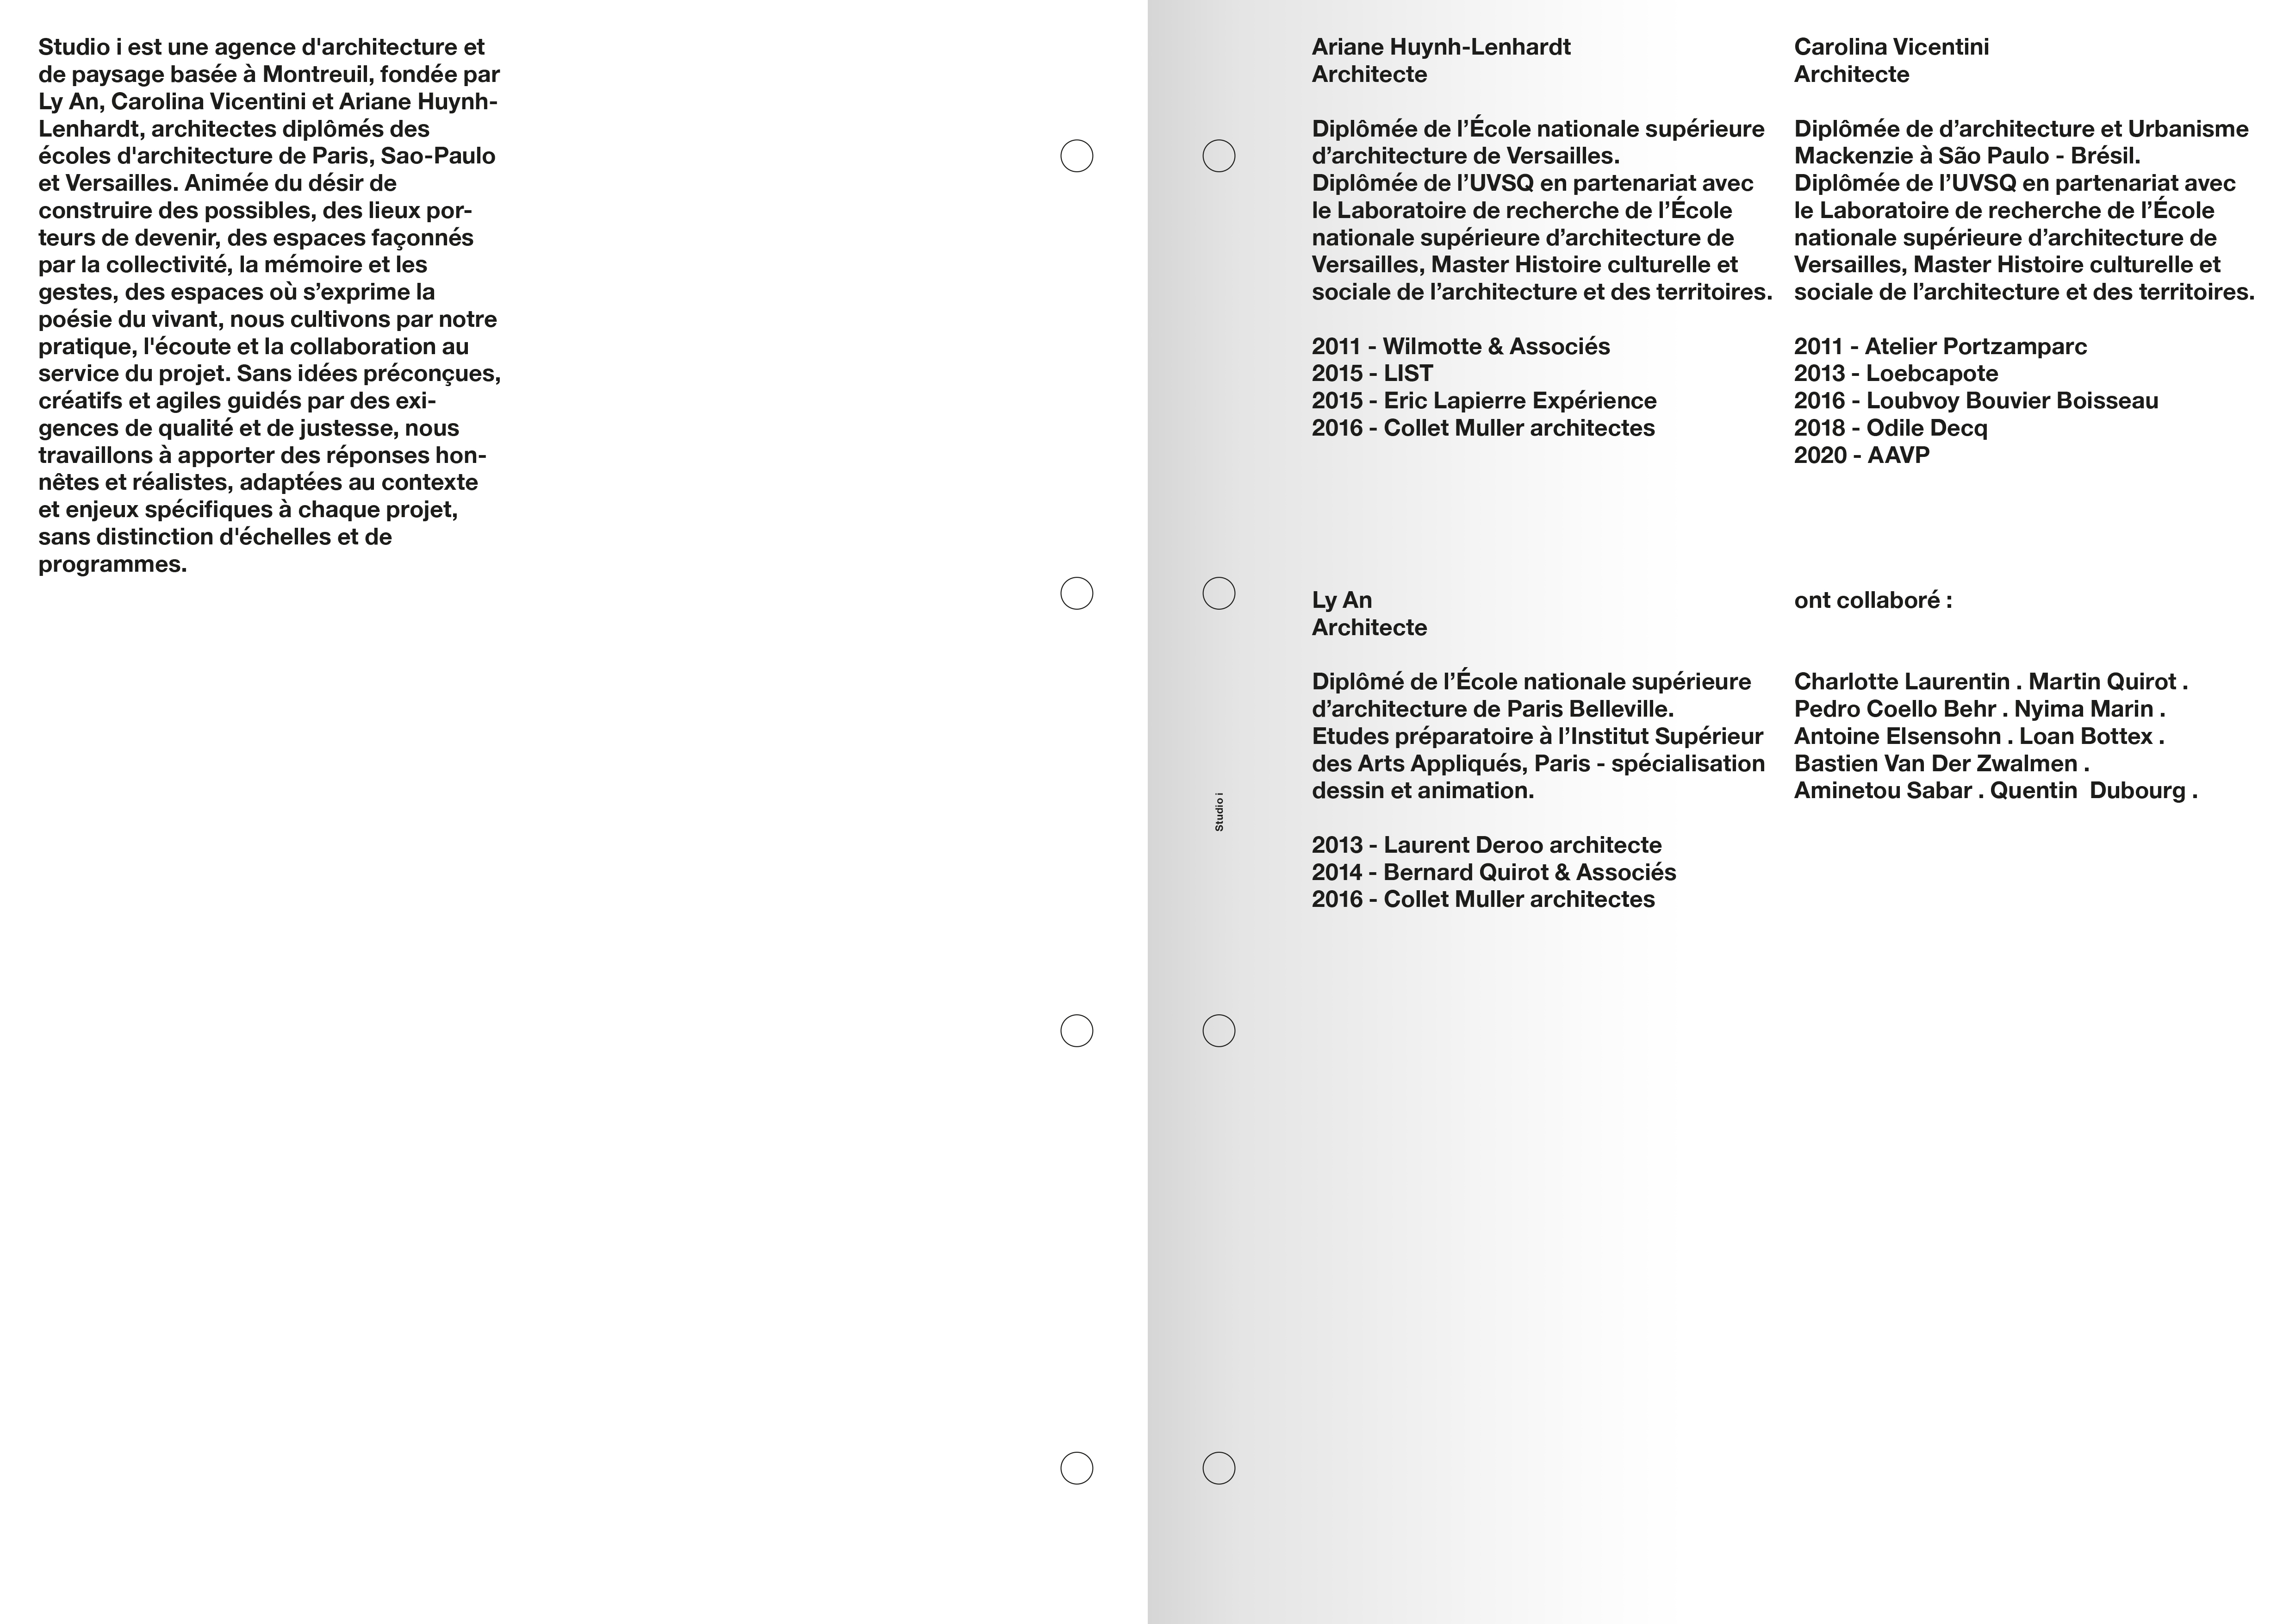 Studio i est une agence d'architecture et
de paysage basée à Montreuil, fondée par
Ly An, Carolina Vicentini et Ariane Huynh-
Lenhardt, architectes diplômés des
écoles d'architecture de Paris, Sao-Paulo
et Versailles. Animée du désir de
construire des possibles, des lieux por-
teurs de devenir, des espaces façonnés
par la collectivité, la mémoire et les
gestes, des espaces où s’exprime la
poésie du vivant, nous cultivons par notre
pratique, l'écoute et la collaboration au
service du projet. Sans idées préconçues,
créatifs et agiles guidés par des exi-
gences de qualité et de justesse, nous
travaillons à apporter des réponses hon-
nêtes et réalistes, adaptées au contexte
et enjeux spécifiques à chaque projet,
sans distinction d'échelles et de
programmes.
Studio i
Ariane Huynh-Lenhardt
Architecte
Diplômée de l’École nationale supérieure
d’architecture de Versailles.
Diplômée de l’UVSQ en partenariat avec
le Laboratoire de recherche de l’École
nationale supérieure d’architecture de
Versailles, Master Histoire culturelle et
sociale de l’architecture et des territoires.
2011 - Wilmotte & Associés
2015 - LIST
2015 - Eric Lapierre Expérience
2016 - Collet Muller architectes
Carolina Vicentini
Architecte
Diplômée de d’architecture et Urbanisme
Mackenzie à São Paulo - Brésil.
Diplômée de l’UVSQ en partenariat avec
le Laboratoire de recherche de l’École
nationale supérieure d’architecture de
Versailles, Master Histoire culturelle et
sociale de l’architecture et des territoires.
2011 - Atelier Portzamparc
2013 - Loebcapote
2016 - Loubvoy Bouvier Boisseau
2018 - Odile Decq
2020 - AAVP
Ly An
Architecte
Diplômé de l’École nationale supérieure
d’architecture de Paris Belleville.
Etudes préparatoire à l’Institut Supérieur
des Arts Appliqués, Paris - spécialisation
dessin et animation.
2013 - Laurent Deroo architecte
2014 - Bernard Quirot & Associés
2016 - Collet Muller architectes
ont collaboré :
Charlotte Laurentin . Martin Quirot .
Pedro Coello Behr . Nyima Marin .
Antoine Elsensohn . Loan Bottex .
Bastien Van Der Zwalmen .
Aminetou Sabar . Quentin  Dubourg .